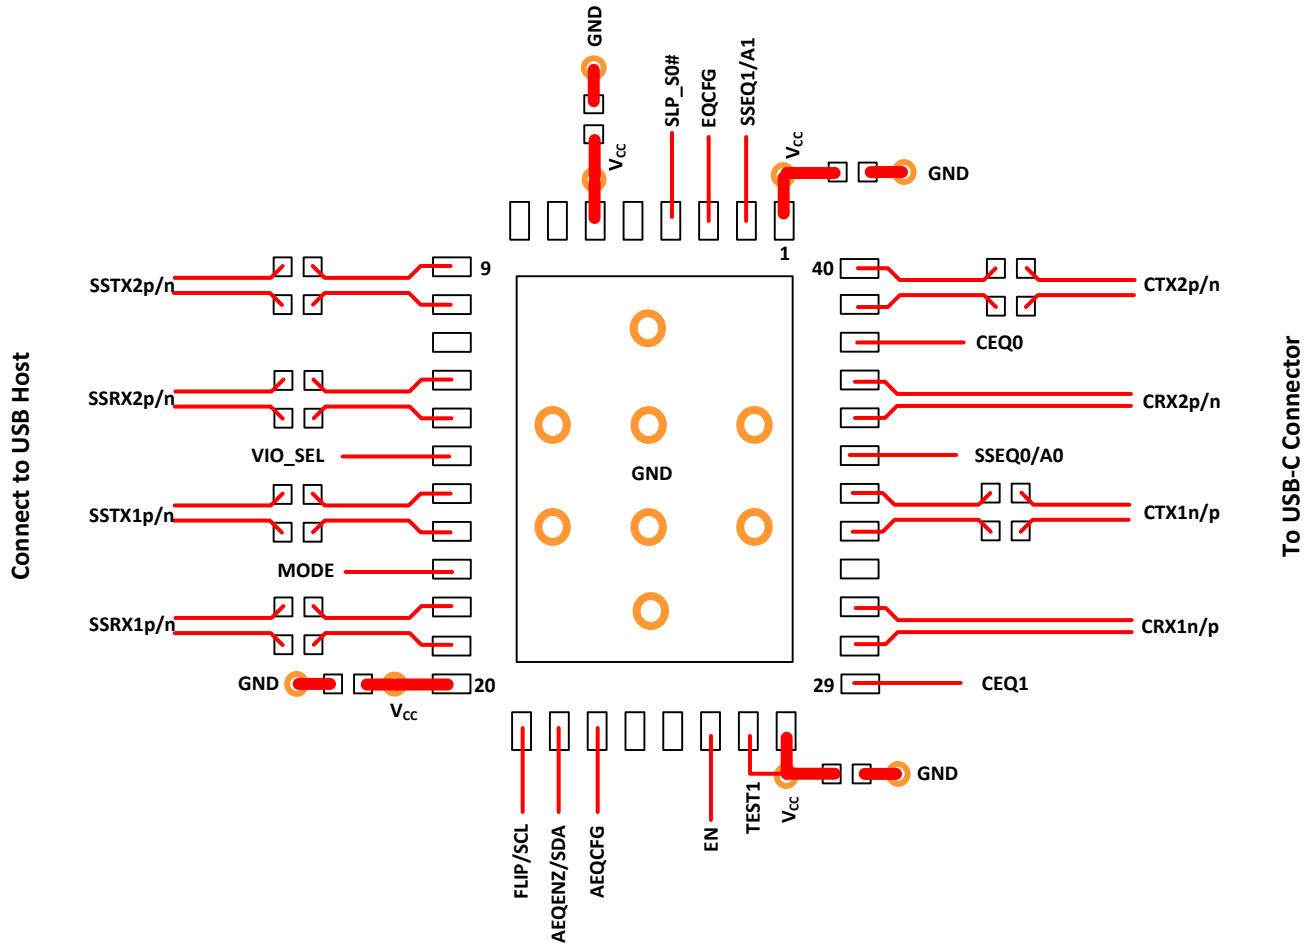 GND
SLP_S0#
EQCFG
SSEQ1/A1
VCC
VCC
GND
1
9
40
SSTX2p/n
CTX2p/n
CEQ0
SSRX2p/n
CRX2p/n
Connect to USB Host
To USB-C Connector
VIO_SEL
GND
SSEQ0/A0
SSTX1p/n
CTX1n/p
MODE
SSRX1p/n
CRX1n/p
GND
VCC
20
29
CEQ1
FLIP/SCL
AEQENZ/SDA
AEQCFG
EN
TEST1
VCC
GND